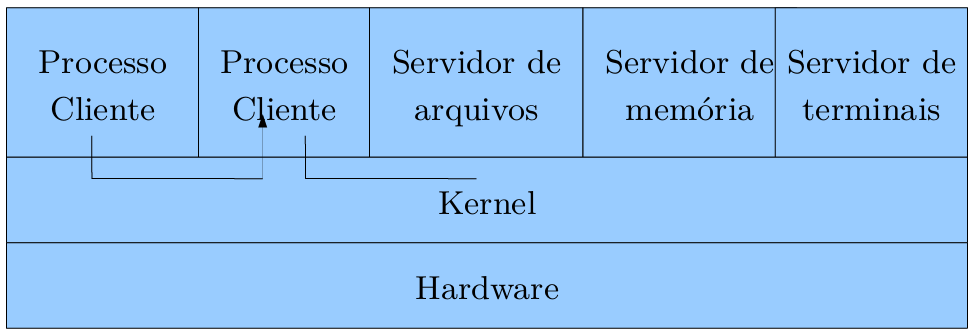 Processo
Cliente
Processo
Cliente
Servidor de
arquivos
Servidor de
memória
Servidor de
terminais
Kernel
Hardware